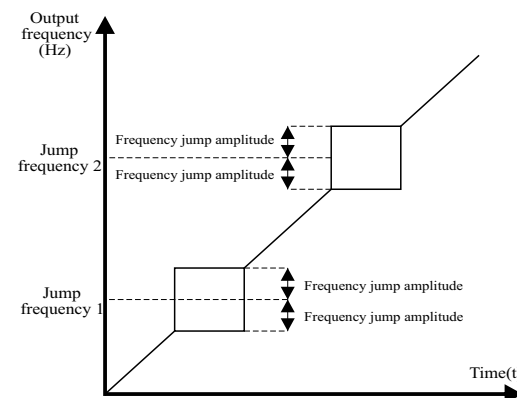 Output
frequency
(Hz)
Frequency jump amplitude
Jump
frequency 2
Frequency jump amplitude
Frequency jump amplitude
Jump
frequency 1
Frequency jump amplitude
Time(t